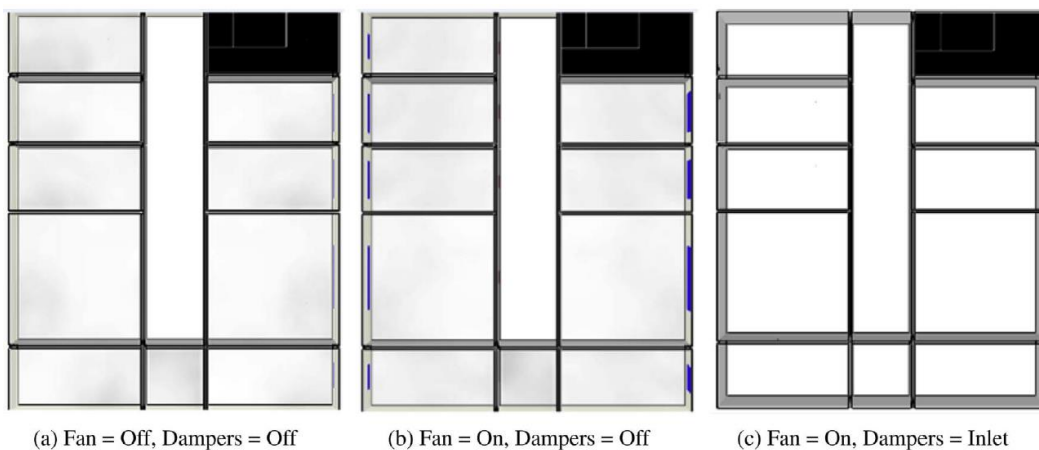 (a) Fan = Off, Dampers = Off
(b) Fan = On, Dampers = Off
(c) Fan = On, Dampers = Inlet